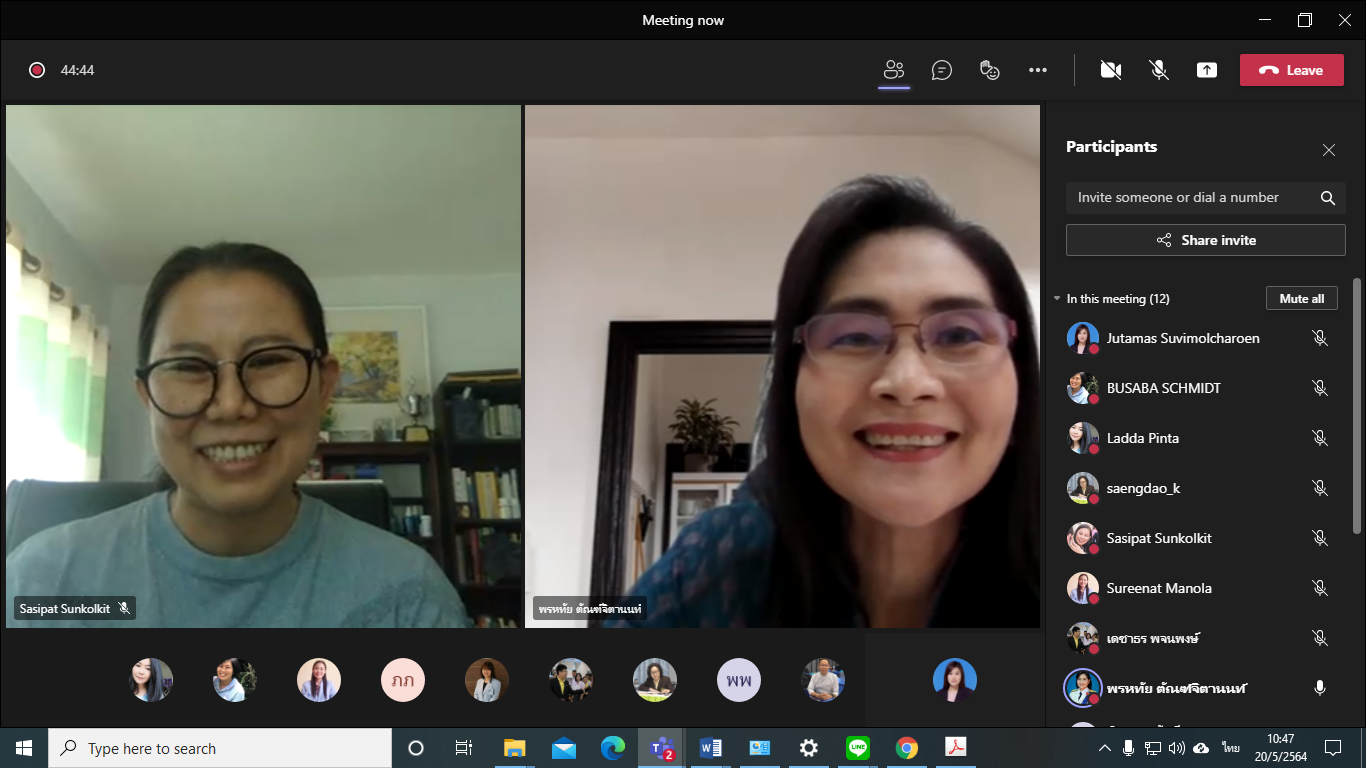 Meeting now
44:44
Leave
Sasipat Sunkolkit
พรหทัย ตัณฑ์จิตานนท์
ภภ
พพ
Participants
Invite someone or dial a number
Share invite
In this meeting (12)
Mute all
Jutamas Suvimolcharoen
BUSABA SCHMIDT
Ladda Pinta
saengdao_k
Sasipat Sunkolkit
Sureenat Manola
เดชาธร พจนพงษ์
พรหทัย ตัณฑ์จิตานนท์
Type here to search
2
ไทย
10:47
20/5/2564